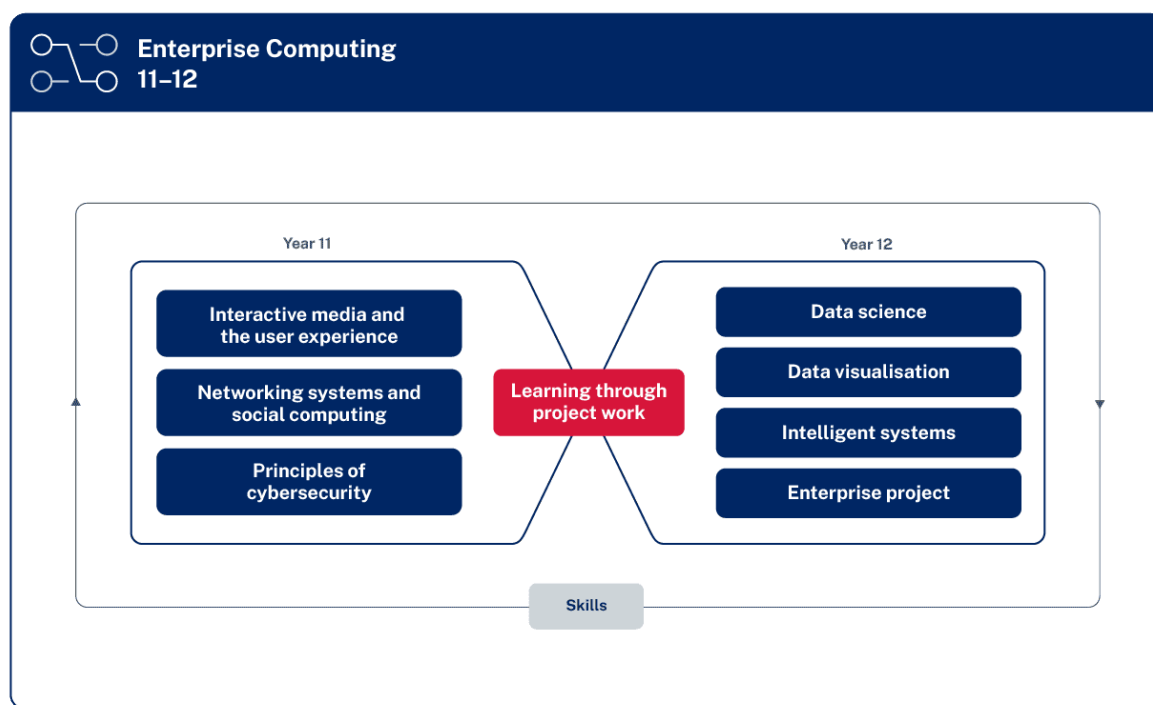 Enterprise Computing
11–12
Year 11
Interactive media and
the user experience
Networking systems and
social computing
Principles of
cybersecurity
Learning through
project work
Year 12
Data science
Data visualisation
Intelligent systems
Enterprise project
Skills